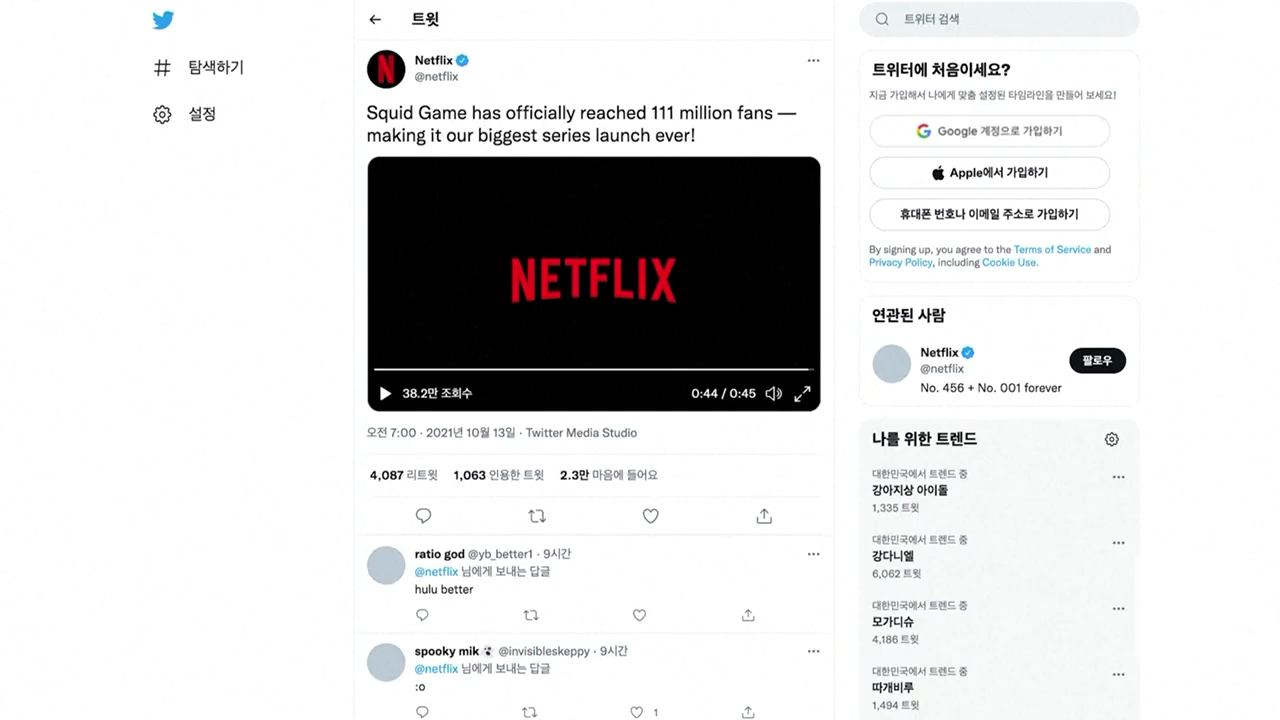 탐색하기
설정
트윗
Netflix
@netflix
Squid Game has officially reached 111 million fans —
making it our biggest series launch ever!
NETFLIX
38.2만 조회수
0:44 / 0:45
오전 7:00 · 2021년 10월 13일 · Twitter Media Studio
4,087 리트윗 1,063 인용한 트윗 2.3만 마음에 들어요
ratio god @yb_better1 · 9시간
@netflix 님에게 보내는 답글
hulu better
spooky mik @invisibleskeppy · 9시간
@netflix 님에게 보내는 답글
:o
1
트위터 검색
트위터에 처음이세요?
지금 가입해서 나에게 맞춤 설정된 타임라인을 만들어 보세요!
Google 계정으로 가입하기
Apple에서 가입하기
휴대폰 번호나 이메일 주소로 가입하기
By signing up, you agree to the Terms of Service and
Privacy Policy, including Cookie Use.
연관된 사람
Netflix
@netflix
팔로우
No. 456 + No. 001 forever
나를 위한 트렌드
대한민국에서 트렌드 중
강아지상 아이돌
1,335 트윗
대한민국에서 트렌드 중
강다니엘
6,062 트윗
대한민국에서 트렌드 중
모가디슈
4,186 트윗
대한민국에서 트렌드 중
따개비루
1,494 트윗